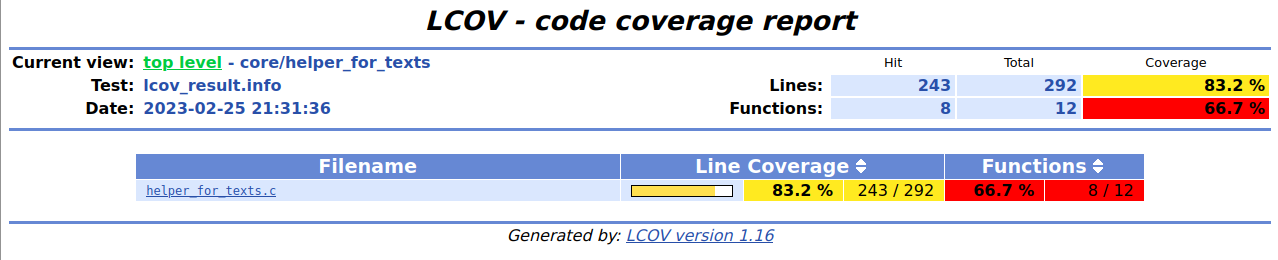 LCOV - code coverage report
Current view: top level - core/helper_for_texts Hit Total Coverage
Test: lcov_result.info Lines: 243 292 83.2 %
Date: 2023-02-25 21:31:36 Functions: 8 12 66.7 %
Filename Line Coverage Functions
helper_for_texts.c 83.2 % 243 / 292 66.7 % 8 / 12
Generated by: LCOV version 1.16